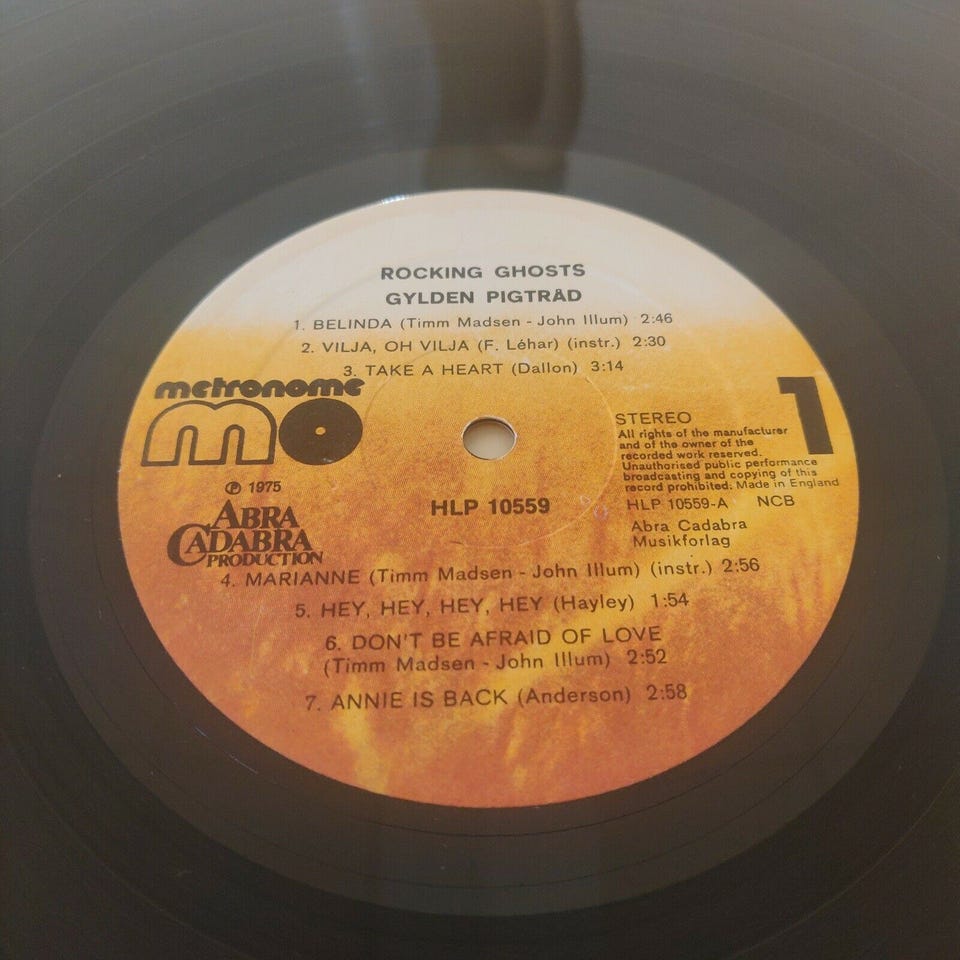 ROCKING GHOSTS
GYLDEN PIGTRÅD
1. BELINDA (Timm Madsen - John Illum) 2:46
2. VILJA, OH VILJA (F. Léhar) (instr.) 2:30
3. TAKE A HEART (Dallon) 3:14
metronome
mo
1
STEREO
All rights of the manufacturer
and of the owner of the
recorded work reserved.
Unauthorised public performance
broadcasting and copying of this
record prohibited. Made in England
℗ 1975
HLP 10559
HLP 10559-A NCB
ABRA
CADABRA
PRODUCTION
Abra Cadabra
Musikforlag
4. MARIANNE (Timm Madsen - John Illum) (instr.) 2:56
5. HEY, HEY, HEY, HEY (Hayley) 1:54
6. DON'T BE AFRAID OF LOVE
(Timm Madsen - John Illum) 2:52
7. ANNIE IS BACK (Anderson) 2:58